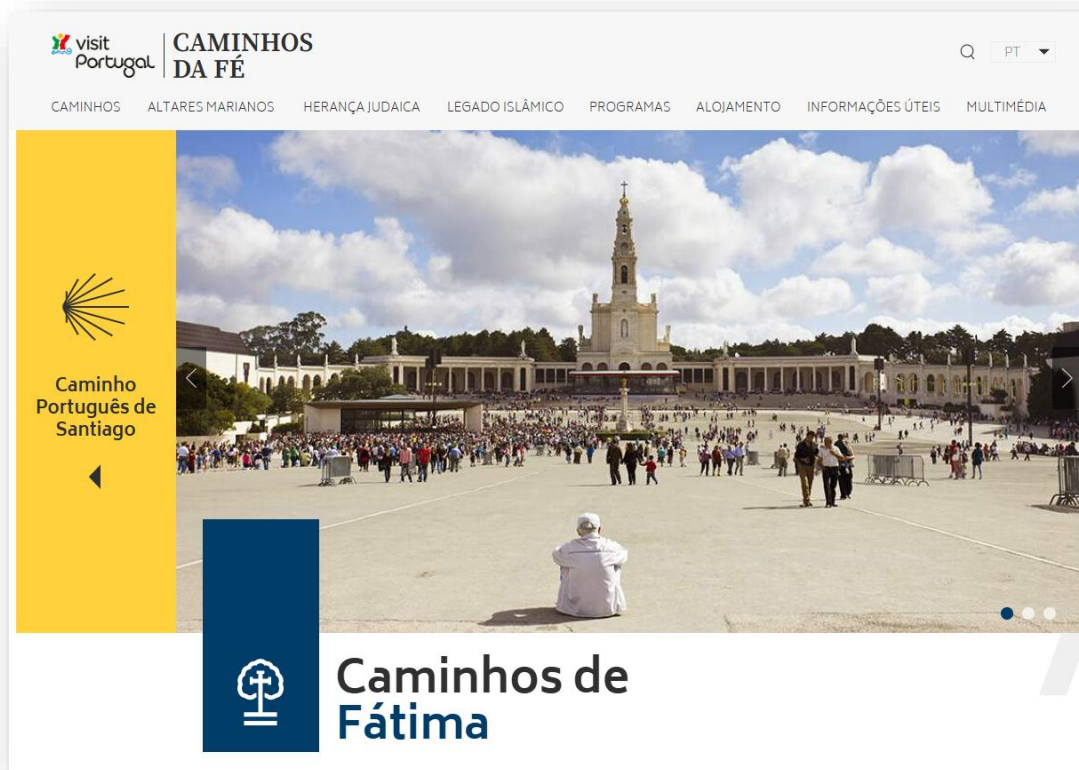 visit
Portugal
CAMINHOS
DA FÉ
PT
CAMINHOS ALTARES MARIANOS HERANÇA JUDAICA LEGADO ISLÂMICO PROGRAMAS ALOJAMENTO INFORMAÇÕES ÚTEIS MULTIMÉDIA
Caminho
Português de
Santiago
Caminhos de
Fátima